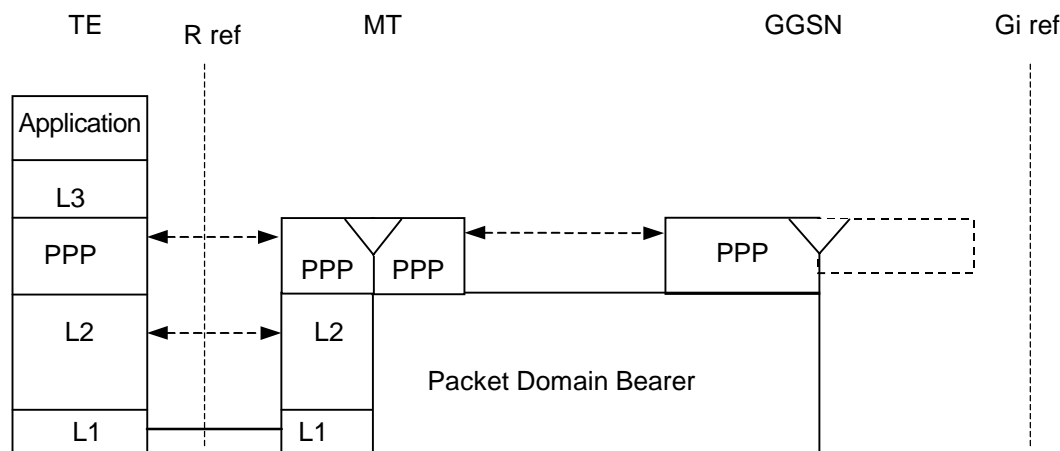 TE
R ref
MT
GGSN
Gi ref
Application
L3
PPP
PPP
PPP
PPP
L2
L2
Packet Domain Bearer
L1
L1